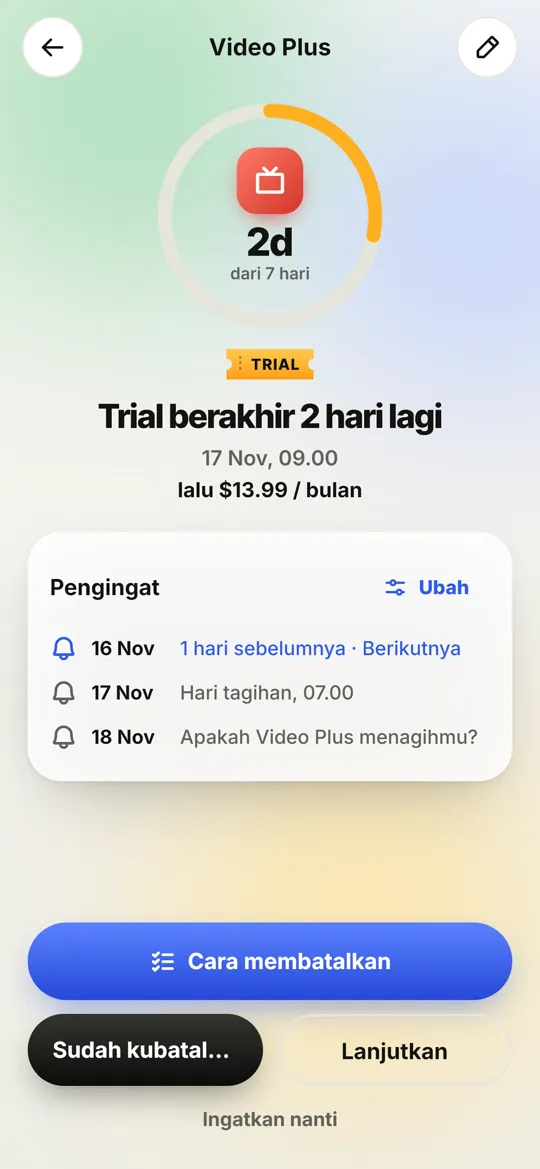 Video Plus
2d
dari 7 hari
TRIAL
Trial berakhir 2 hari lagi
17 Nov, 09.00
lalu $13.99 / bulan
Pengingat
Ubah
16 Nov 1 hari sebelumnya · Berikutnya
17 Nov Hari tagihan, 07.00
18 Nov Apakah Video Plus menagihmu?
Cara membatalkan
Sudah kubatal...
Lanjutkan
Ingatkan nanti